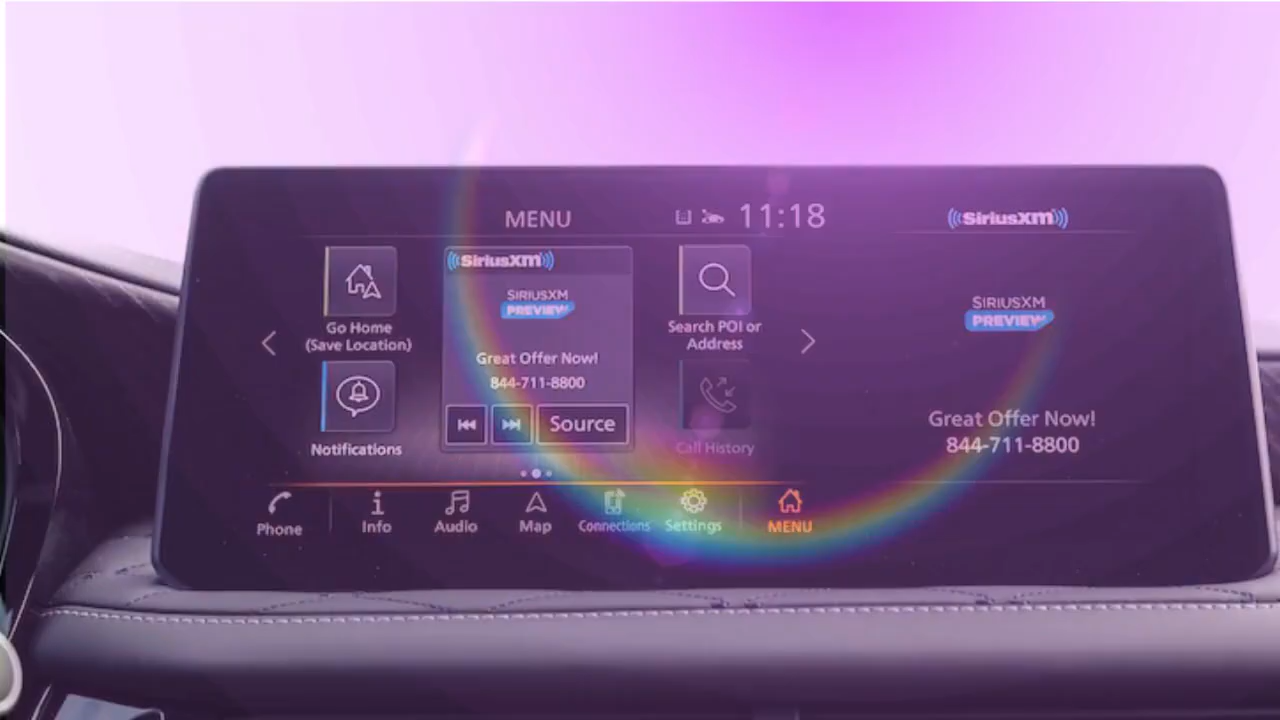 MENU
11:18
SiriusXM
SiriusXM
SIRIUSXM
PREVIEW
Great Offer Now!
844-711-8800
Source
Go Home
(Save Location)
Notifications
Search POI or
Address
Call History
SIRIUSXM
PREVIEW
Great Offer Now!
844-711-8800
Phone
Info
Audio
Map
Connections
Settings
MENU